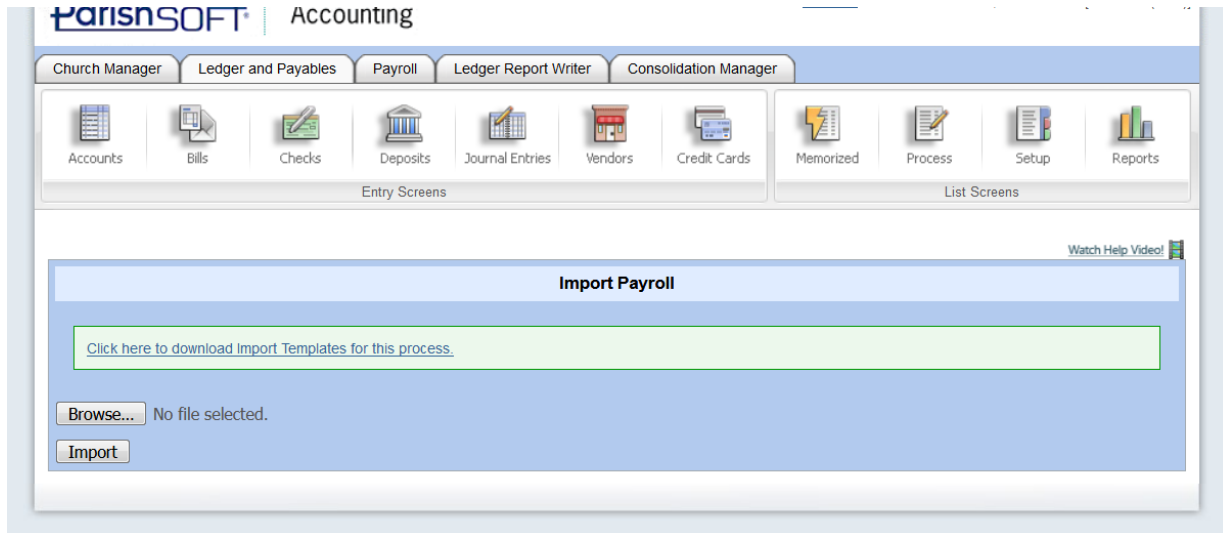 ParishSOFT Accounting
Church Manager Ledger and Payables Payroll Ledger Report Writer Consolidation Manager
Accounts Bills Checks Deposits Journal Entries Vendors Credit Cards Memorized Process Setup Reports
Entry Screens List Screens
Watch Help Video!
Import Payroll
Click here to download Import Templates for this process.
Browse... No file selected.
Import